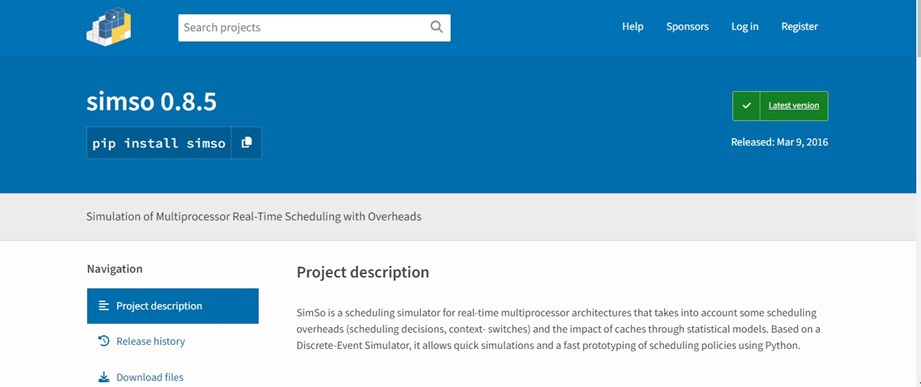 Search projects
Help Sponsors Log in Register
simso 0.8.5
pip install simso
Latest version
Released: Mar 9, 2016
Simulation of Multiprocessor Real-Time Scheduling with Overheads
Navigation
Project description
Release history
Download files
Project description
SimSo is a scheduling simulator for real-time multiprocessor architectures that takes into account some scheduling
overheads (scheduling decisions, context- switches) and the impact of caches through statistical models. Based on a
Discrete-Event Simulator, it allows quick simulations and a fast prototyping of scheduling policies using Python.